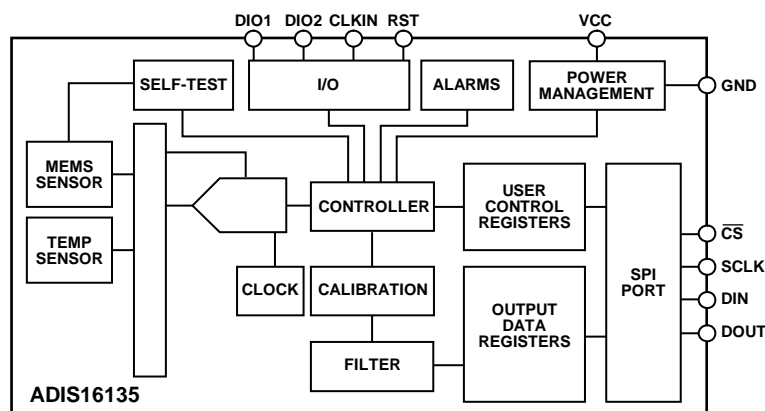 DIO1 DIO2 CLKIN RST VCC
SELF-TEST
I/O
ALARMS
POWER
MANAGEMENT
GND
MEMS
SENSOR
TEMP
SENSOR
CONTROLLER
CLOCK
CALIBRATION
FILTER
USER
CONTROL
REGISTERS
OUTPUT
DATA
REGISTERS
SPI
PORT
CS
SCLK
DIN
DOUT
ADIS16135